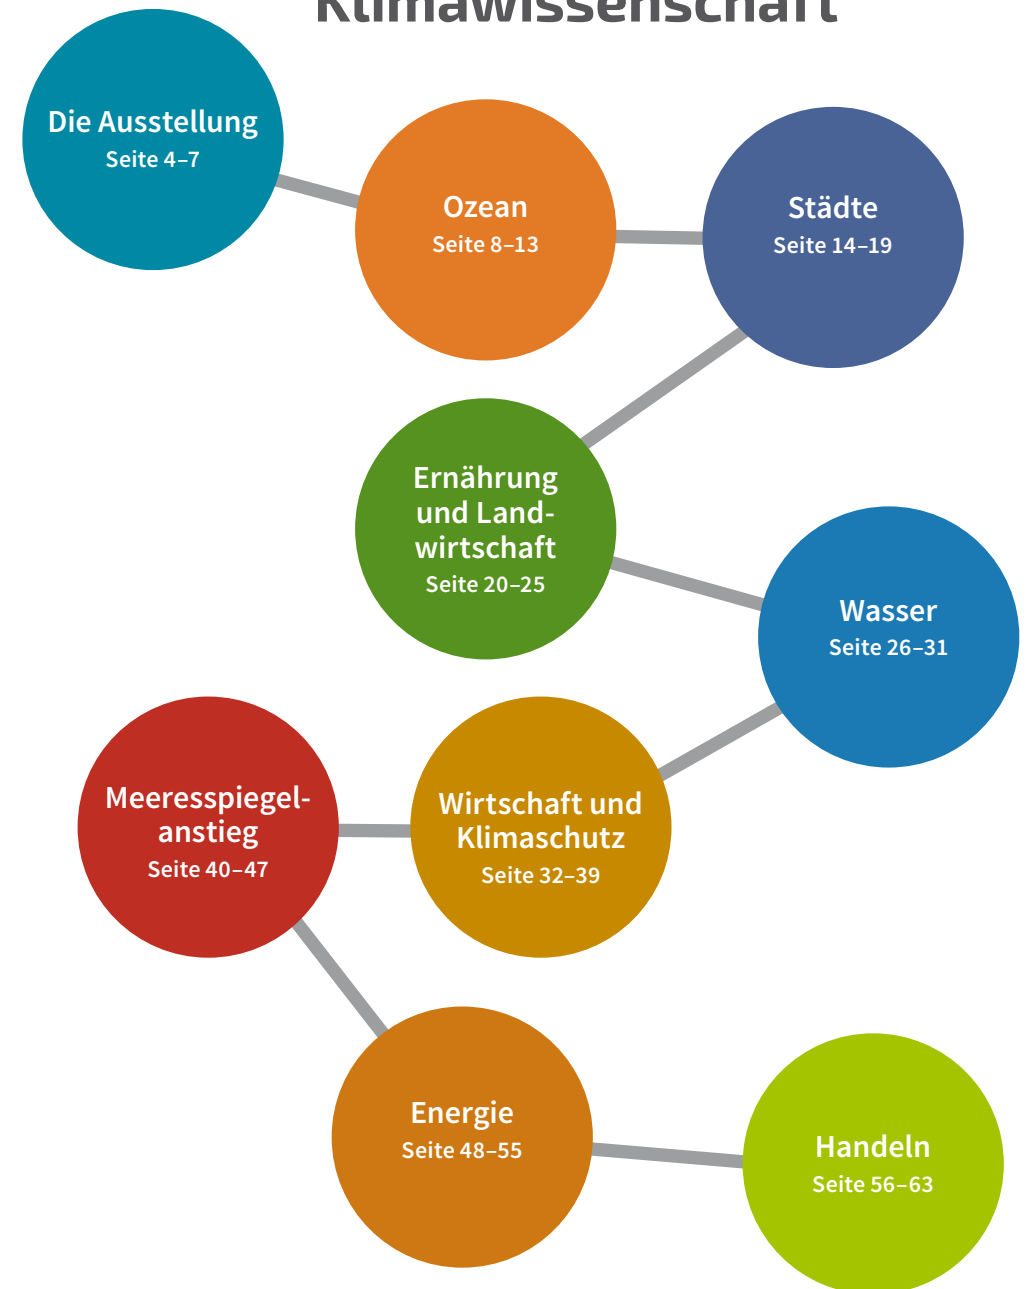 Klimawissenschaft
Die Ausstellung
Seite 4–7
Ozean
Seite 8–13
Städte
Seite 14–19
Ernährung
und Land-
wirtschaft
Seite 20–25
Wasser
Seite 26–31
Wirtschaft und
Klimaschutz
Seite 32–39
Meeresspiegel-
anstieg
Seite 40–47
Energie
Seite 48–55
Handeln
Seite 56–63